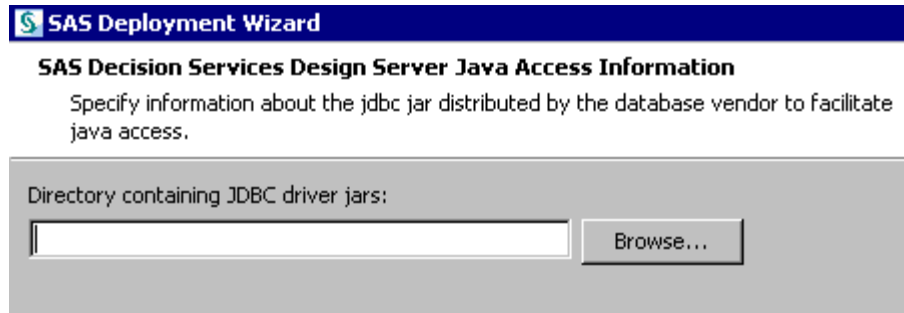 SAS Deployment Wizard
SAS Decision Services Design Server Java Access Information
Specify information about the jdbc jar distributed by the database vendor to facilitate
java access.
Directory containing JDBC driver jars:
Browse...